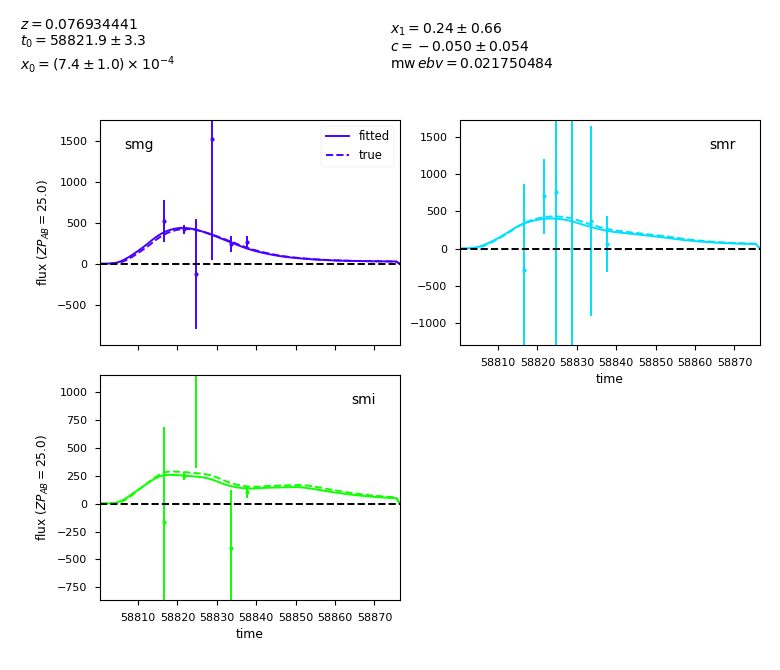 z = 0.076934441
t₀ = 58821.9 ± 3.3
x₀ = (7.4 ± 1.0) × 10⁻⁴
x₁ = 0.24 ± 0.66
c = −0.050 ± 0.054
mw ebv = 0.021750484
smg
fitted
true
1500
1000
500
0
−500
flux (ZP_AB = 25.0)
smr
1500
1000
500
0
−500
−1000
58810 58820 58830 58840 58850 58860 58870
time
smi
1000
750
500
250
0
−250
−500
−750
flux (ZP_AB = 25.0)
58810 58820 58830 58840 58850 58860 58870
time